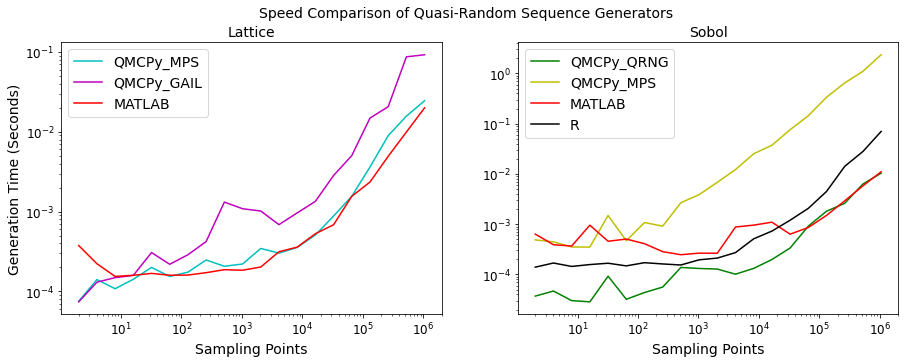 Speed Comparison of Quasi-Random Sequence Generators
Lattice
QMCPy_MPS
QMCPy_GAIL
MATLAB
Generation Time (Seconds)
10⁻¹
10⁻²
10⁻³
10⁻⁴
10¹ 10² 10³ 10⁴ 10⁵ 10⁶
Sampling Points
Sobol
QMCPy_QRNG
QMCPy_MPS
MATLAB
R
10⁰
10⁻¹
10⁻²
10⁻³
10⁻⁴
10¹ 10² 10³ 10⁴ 10⁵ 10⁶
Sampling Points